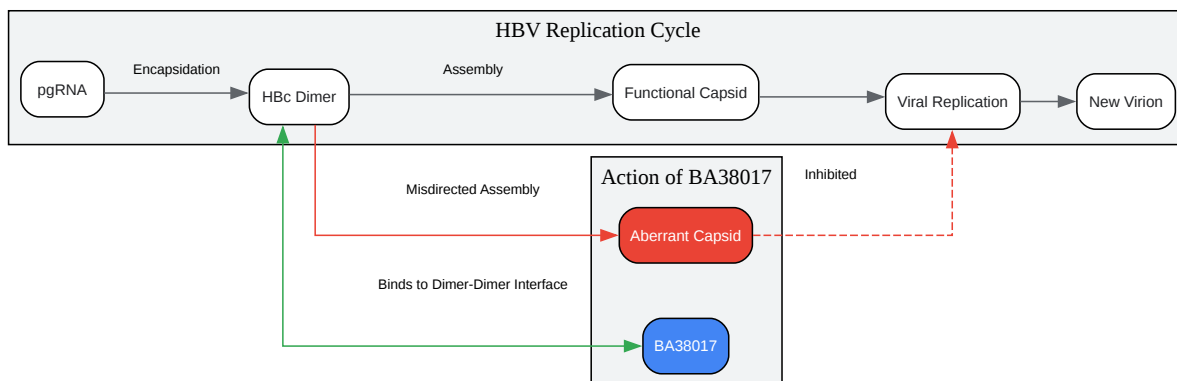 HBV Replication Cycle
pgRNA
Encapsidation
HBc Dimer
Assembly
Functional Capsid
Viral Replication
New Virion
Action of BA38017
Misdirected Assembly
Aberrant Capsid
Inhibited
Binds to Dimer-Dimer Interface
BA38017